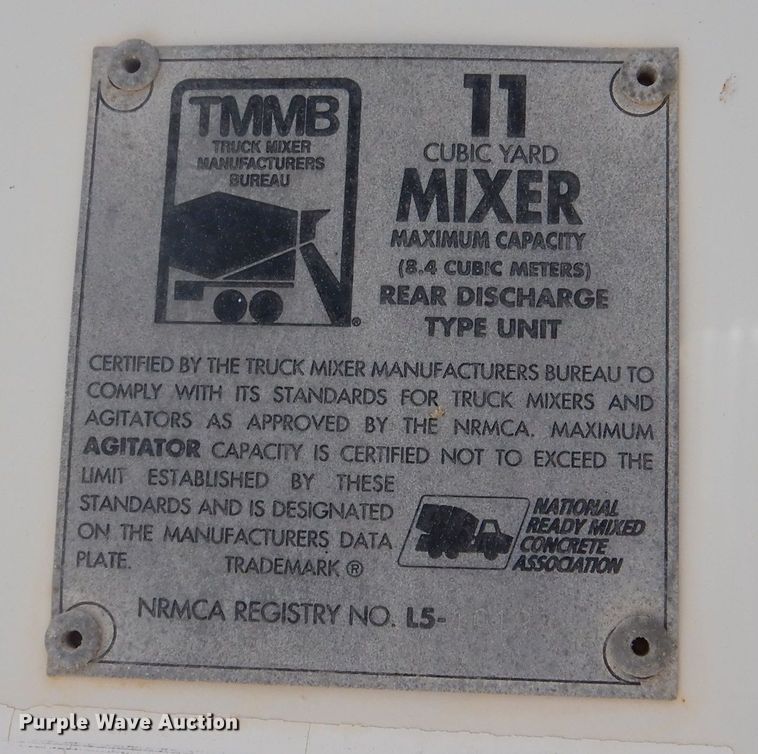 TMMB
TRUCK MIXER
MANUFACTURERS
BUREAU
®
11
CUBIC YARD
MIXER
MAXIMUM CAPACITY
(8.4 CUBIC METERS)
REAR DISCHARGE
TYPE UNIT
CERTIFIED BY THE TRUCK MIXER MANUFACTURERS BUREAU TO
COMPLY WITH ITS STANDARDS FOR TRUCK MIXERS AND
AGITATORS AS APPROVED BY THE NRMCA. MAXIMUM
AGITATOR CAPACITY IS CERTIFIED NOT TO EXCEED THE
LIMIT ESTABLISHED BY THESE
STANDARDS AND IS DESIGNATED
ON THE MANUFACTURERS DATA
PLATE. TRADEMARK ®
NATIONAL
READY MIXED
CONCRETE
ASSOCIATION
NRMCA REGISTRY NO. L5-
Purple Wave Auction